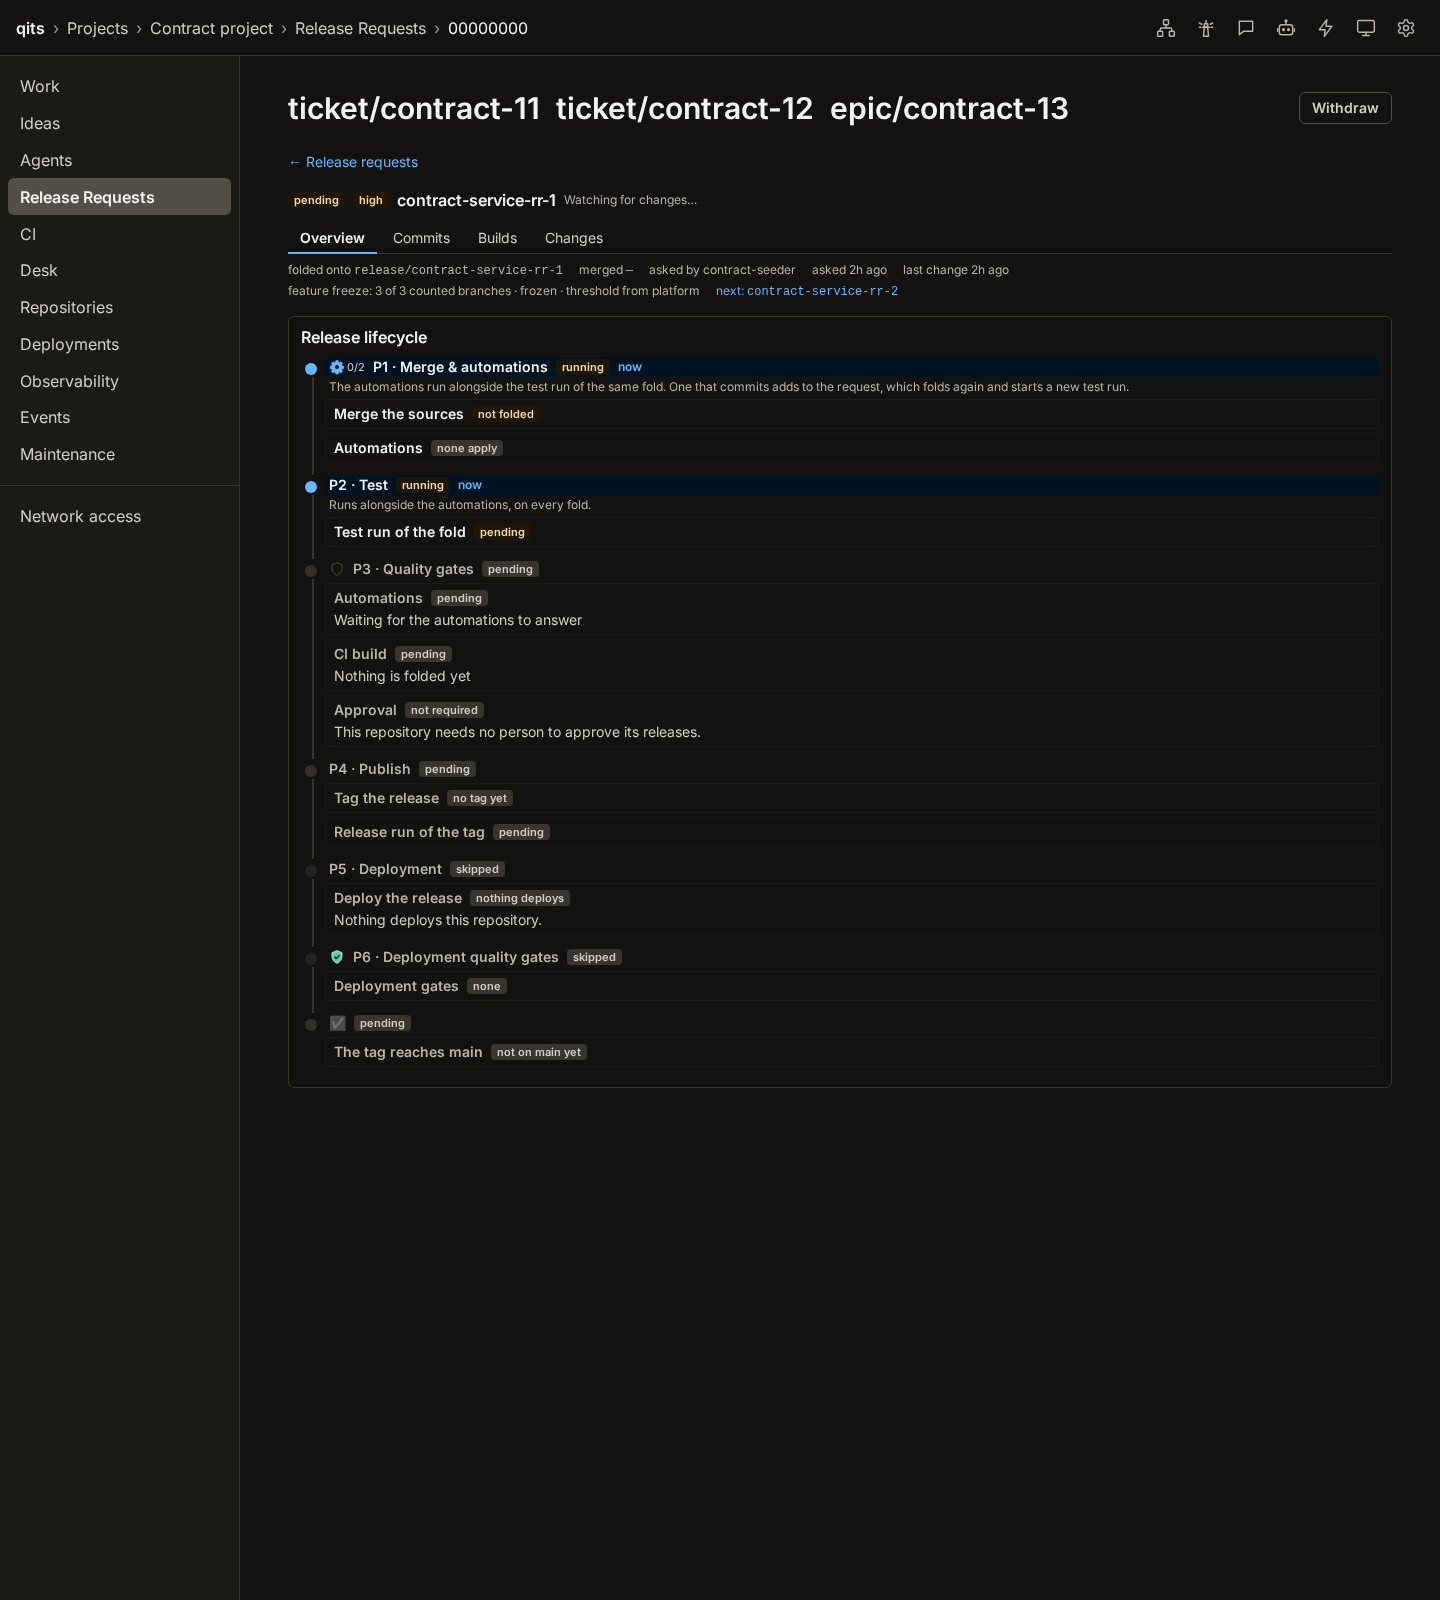 qits › Projects › Contract project › Release Requests › 00000000
Work
Ideas
Agents
Release Requests
CI
Desk
Repositories
Deployments
Observability
Events
Maintenance
Network access
ticket/contract-11 ticket/contract-12 epic/contract-13
Withdraw
← Release requests
pending high contract-service-rr-1 Watching for changes…
Overview Commits Builds Changes
folded onto release/contract-service-rr-1 merged — asked by contract-seeder asked 2h ago last change 2h ago
feature freeze: 3 of 3 counted branches · frozen · threshold from platform next: contract-service-rr-2
Release lifecycle
0/2 P1 · Merge & automations running now
The automations run alongside the test run of the same fold. One that commits adds to the request, which folds again and starts a new test run.
Merge the sources not folded
Automations none apply
P2 · Test running now
Runs alongside the automations, on every fold.
Test run of the fold pending
P3 · Quality gates pending
Automations pending
Waiting for the automations to answer
CI build pending
Nothing is folded yet
Approval not required
This repository needs no person to approve its releases.
P4 · Publish pending
Tag the release no tag yet
Release run of the tag pending
P5 · Deployment skipped
Deploy the release nothing deploys
Nothing deploys this repository.
P6 · Deployment quality gates skipped
Deployment gates none
pending
The tag reaches main not on main yet